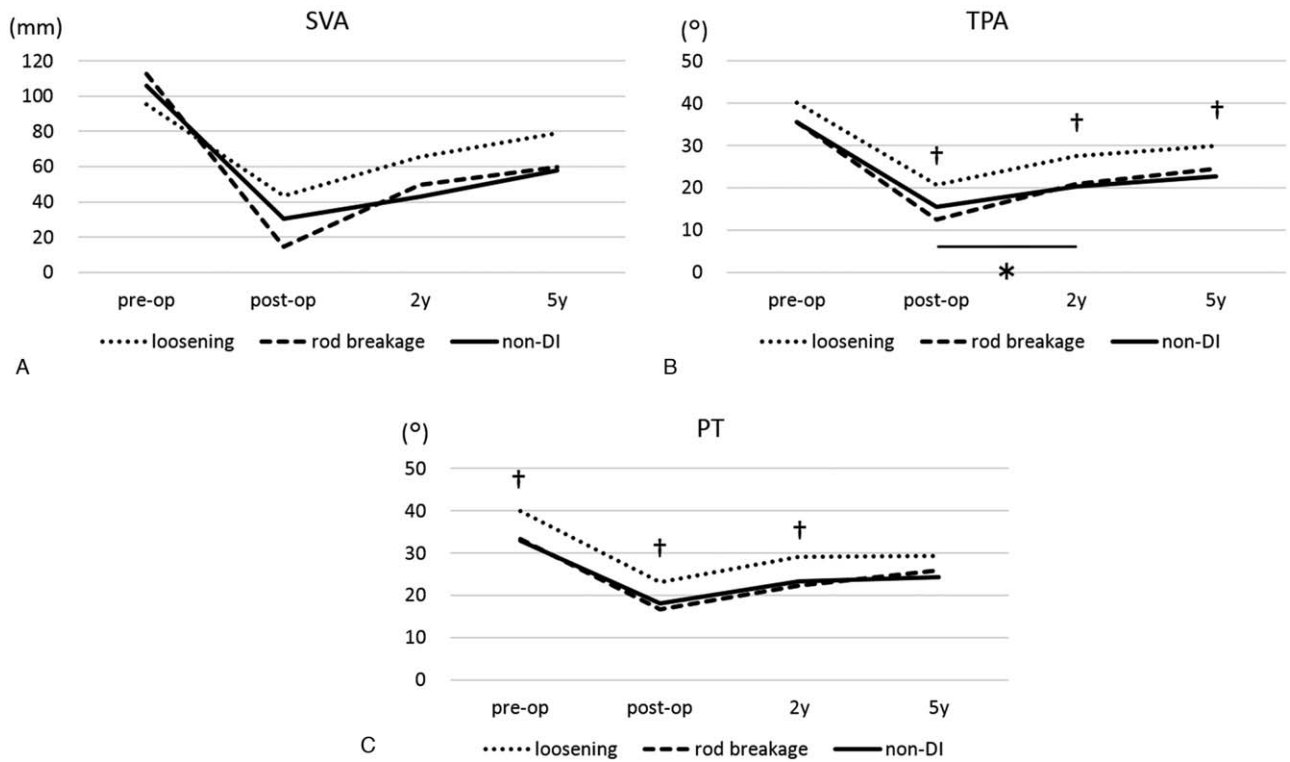 SVA
(mm)
120
100
80
60
40
20
0
pre-op post-op 2y 5y
loosening rod breakage non-DI
A
TPA
(°)
50
40
30
20
10
0
† † †
*
pre-op post-op 2y 5y
loosening rod breakage non-DI
B
PT
(°)
50
40
30
20
10
0
† † †
pre-op post-op 2y 5y
loosening rod breakage non-DI
C